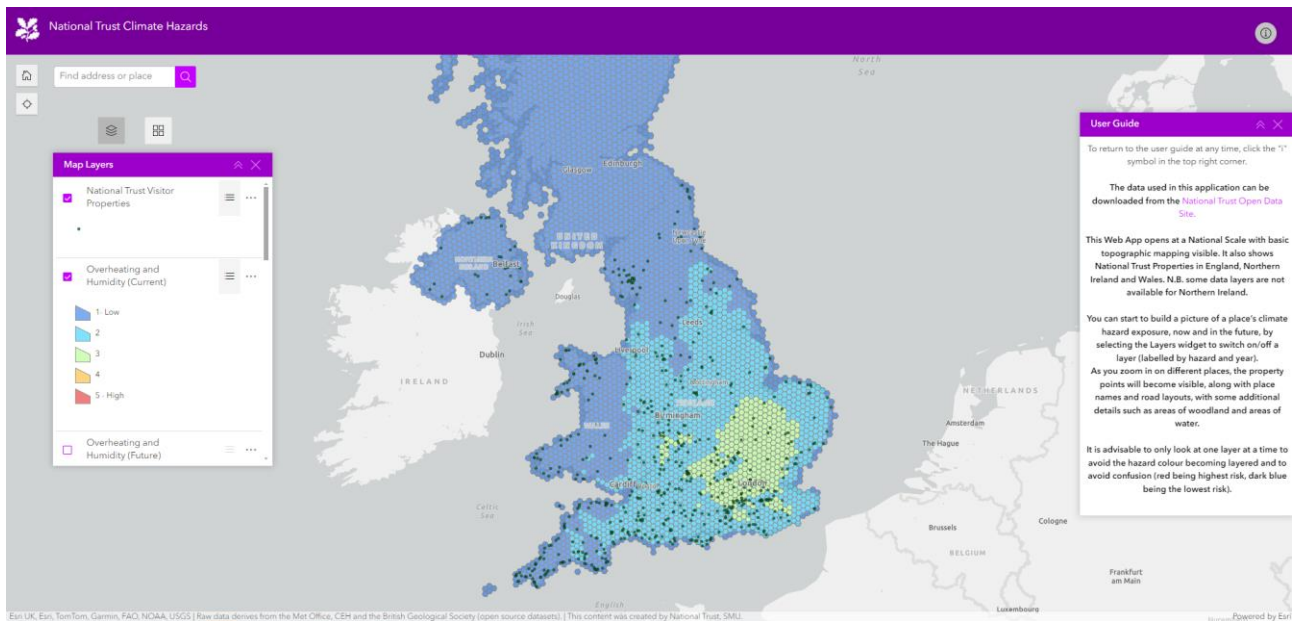 National Trust Climate Hazards
Find address or place
Map Layers
National Trust Visitor
Properties
Overheating and
Humidity (Current)
1- Low
2
3
4
5 - High
Overheating and
Humidity (Future)
North
Sea
Edinburgh
Glasgow
UNITED
KINGDOM
Belfast
Douglas
Irish
Sea
Leeds
Liverpool
Dublin
IRELAND
Birmingham
WALES
Cardiff
London
Celtic
Sea
English
NETHERLANDS
Amsterdam
The Hague
Brussels
BELGIUM
Cologne
Frankfurt
am Main
Luxembourg
User Guide
To return to the user guide at any time, click the "i"
symbol in the top right corner.
The data used in this application can be
downloaded from the National Trust Open Data
Site.
This Web App opens at a National Scale with basic
topographic mapping visible. It also shows
National Trust Properties in England, Northern
Ireland and Wales. N.B. some data layers are not
available for Northern Ireland.
You can start to build a picture of a place's climate
hazard exposure, now and in the future, by
selecting the Layers widget to switch on/off a
layer (labelled by hazard and year).
As you zoom in on different places, the property
points will become visible, along with place
names and road layouts, with some additional
details such as areas of woodland and areas of
water.
It is advisable to only look at one layer at a time to
avoid the hazard colour becoming layered and to
avoid confusion (red being highest risk, dark blue
being the lowest risk).
Esri UK, Esri, TomTom, Garmin, FAO, NOAA, USGS | Raw data derives from the Met Office, CEH and the British Geological Society (open source datasets). | This content was created by National Trust, SMU.
Powered by Esri